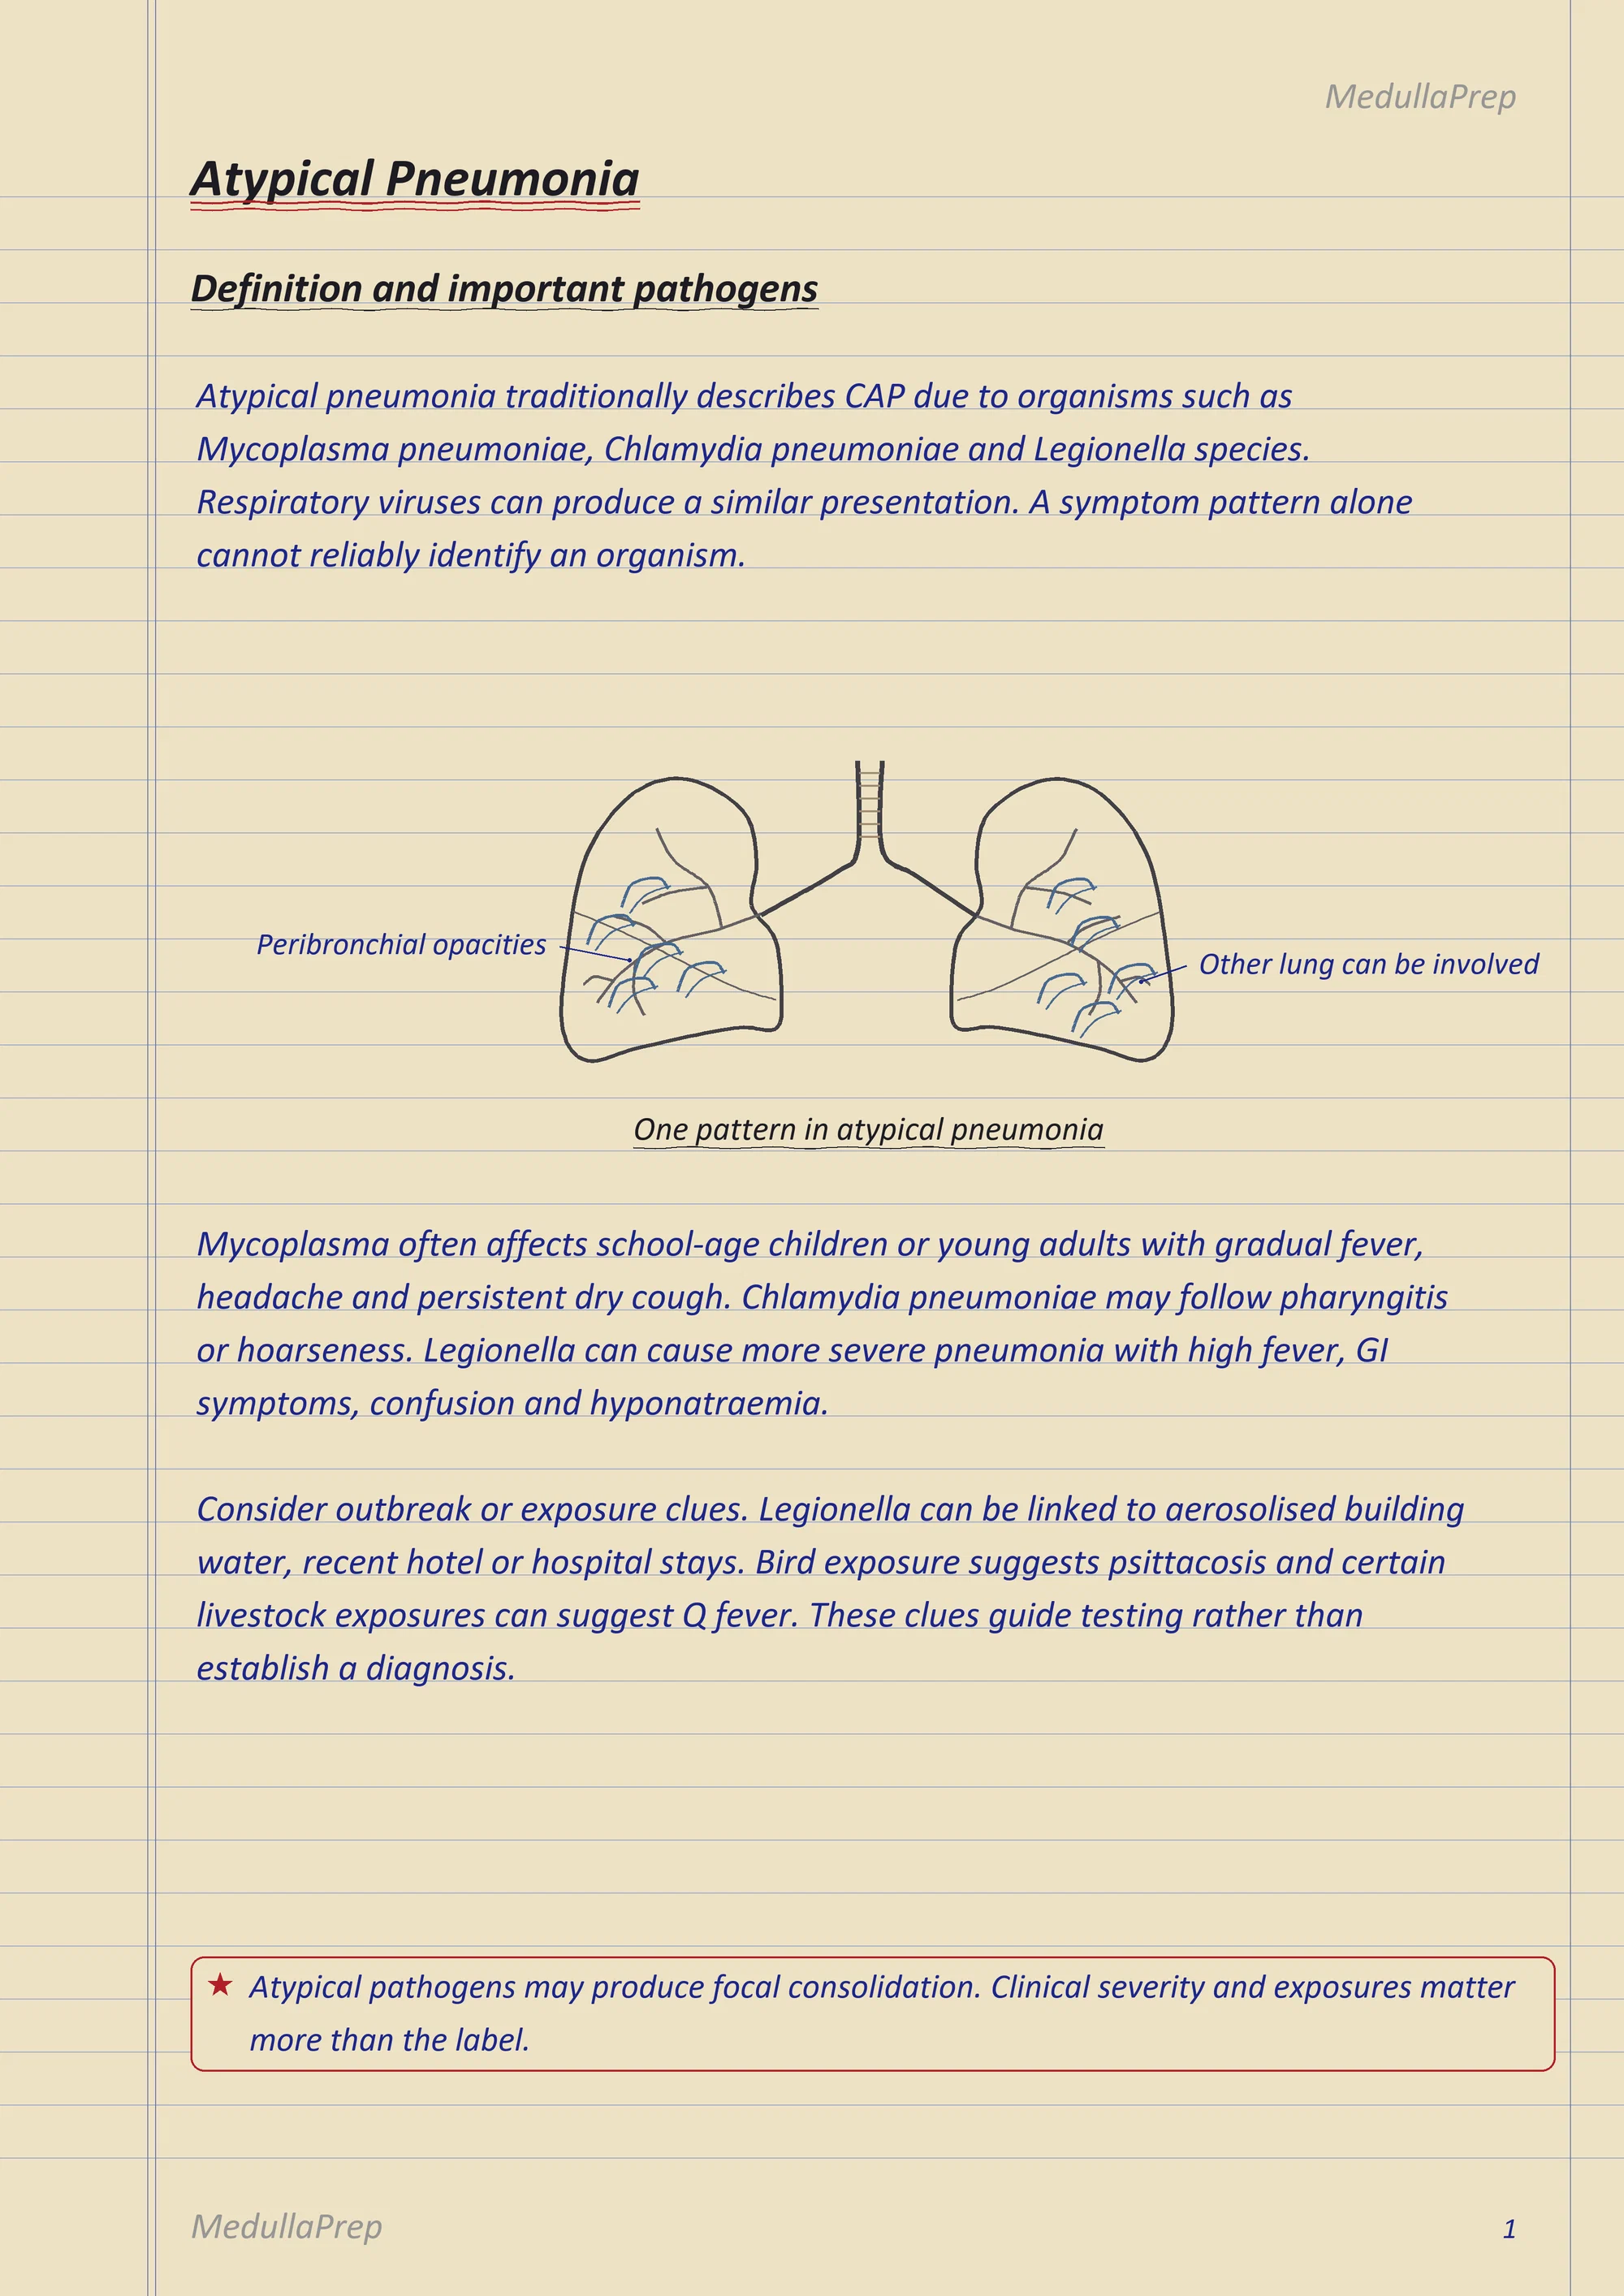 MedullaPrep
Atypical Pneumonia
Definition and important pathogens
Atypical pneumonia traditionally describes CAP due to organisms such as
Mycoplasma pneumoniae, Chlamydia pneumoniae and Legionella species.
Respiratory viruses can produce a similar presentation. A symptom pattern alone
cannot reliably identify an organism.
Peribronchial opacities
Other lung can be involved
One pattern in atypical pneumonia
Mycoplasma often affects school-age children or young adults with gradual fever,
headache and persistent dry cough. Chlamydia pneumoniae may follow pharyngitis
or hoarseness. Legionella can cause more severe pneumonia with high fever, GI
symptoms, confusion and hyponatraemia.
Consider outbreak or exposure clues. Legionella can be linked to aerosolised building
water, recent hotel or hospital stays. Bird exposure suggests psittacosis and certain
livestock exposures can suggest Q fever. These clues guide testing rather than
establish a diagnosis.
★ Atypical pathogens may produce focal consolidation. Clinical severity and exposures matter
more than the label.
MedullaPrep
1